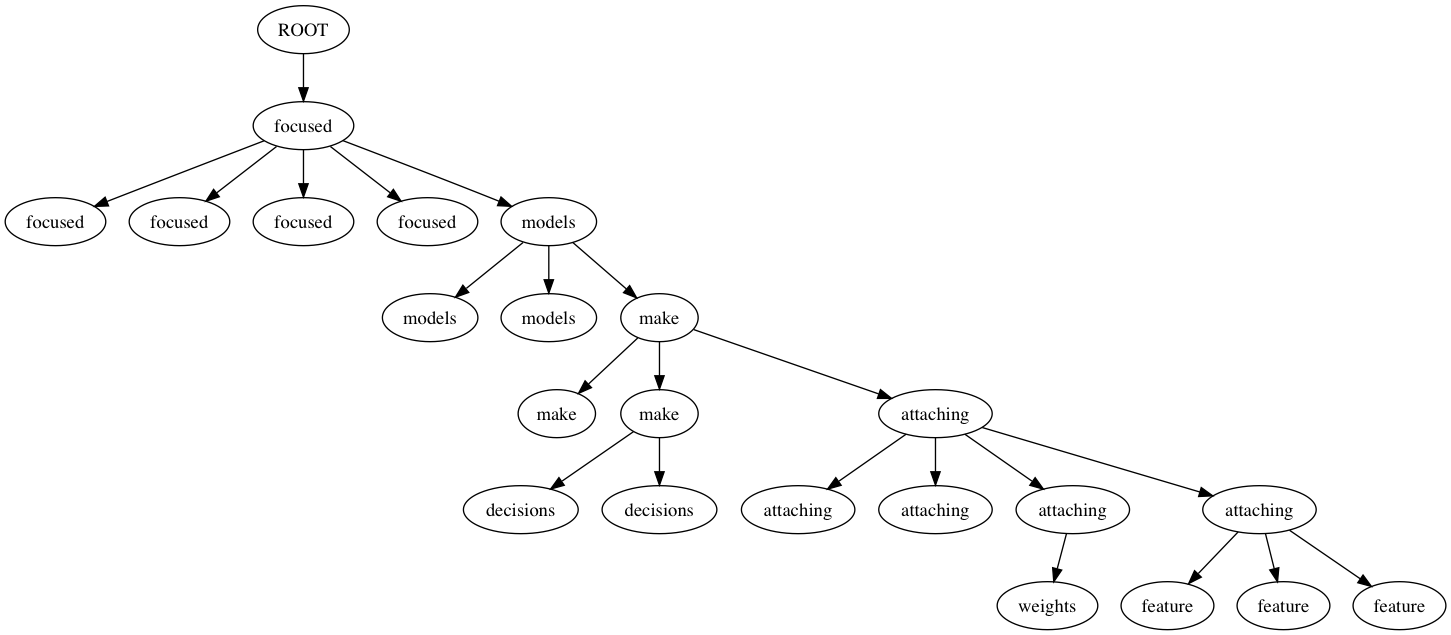 ROOT
focused
focused focused focused focused models
models models make
make make attaching
decisions decisions attaching attaching attaching attaching
weights feature feature feature